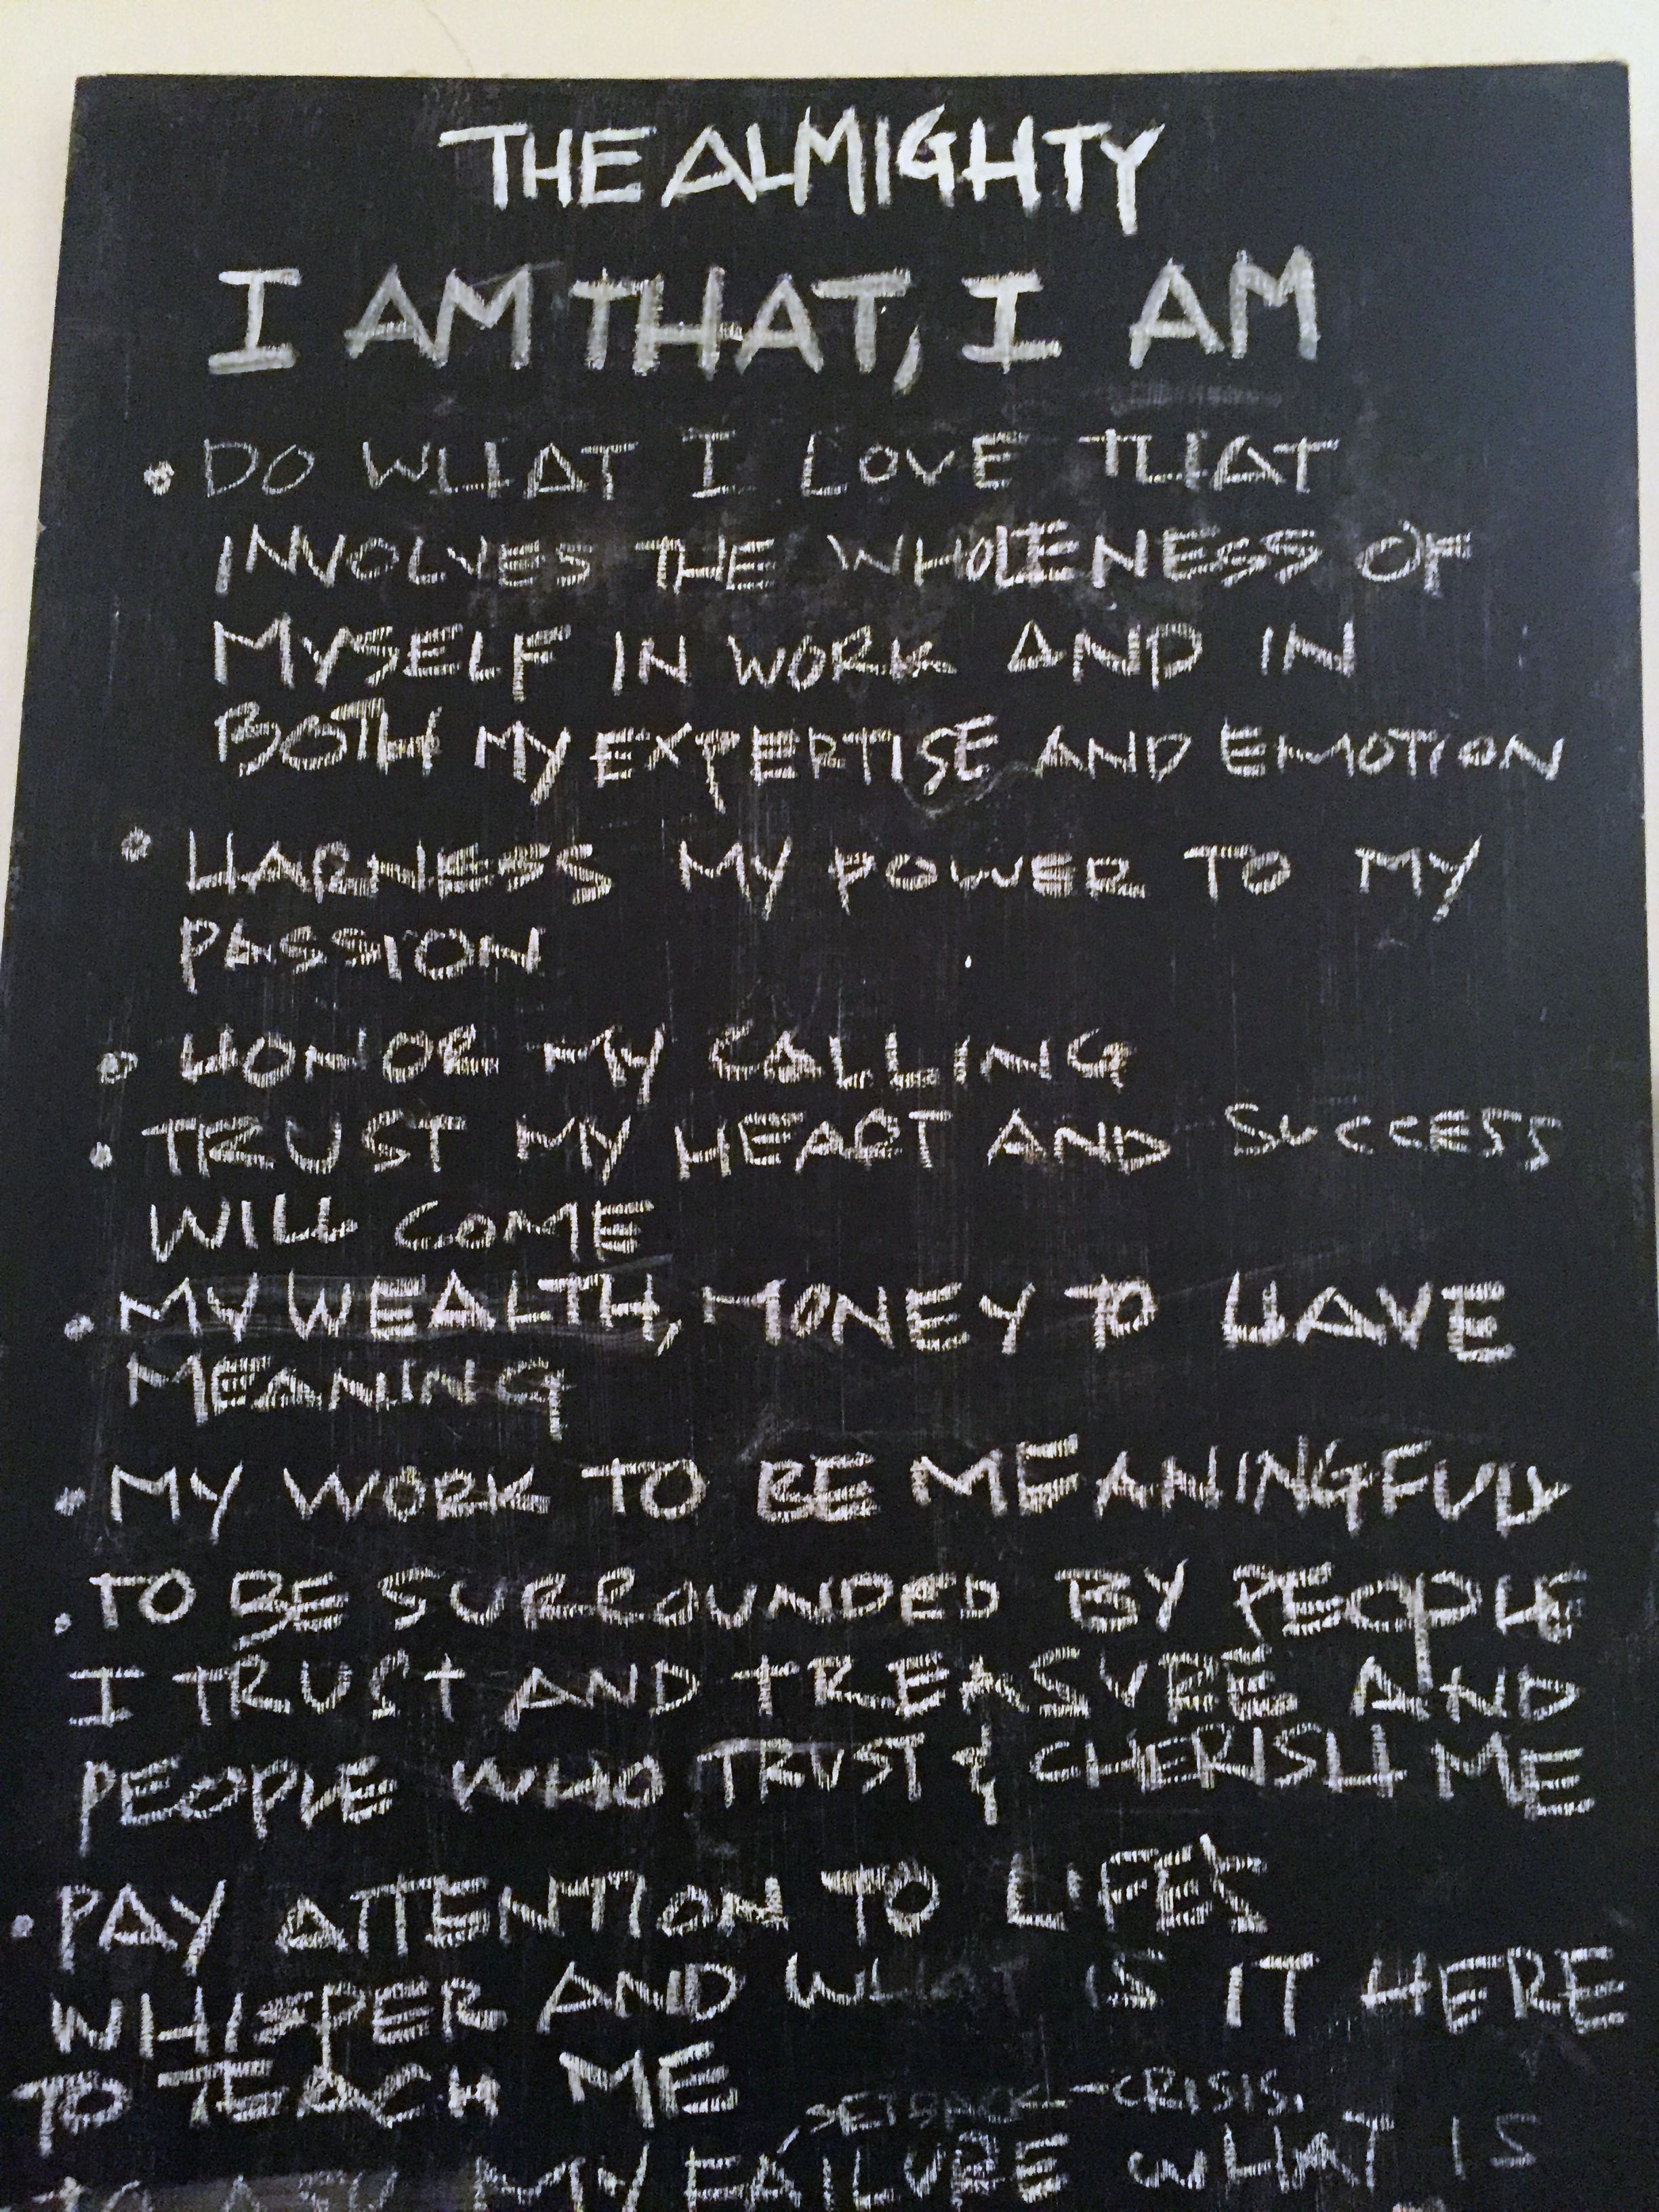 THE ALMIGHTY
I AM THAT, I AM
• DO WHAT I LOVE THAT
INVOLVES THE WHOLENESS OF
MYSELF IN WORK AND IN
BOTH MY EXPERTISE AND EMOTION
• HARNESS MY POWER TO MY
PASSION
• HONOR MY CALLING
• TRUST MY HEART AND SUCCESS
WILL COME
• MY WEALTH, MONEY TO HAVE
MEANING
• MY WORK TO BE MEANINGFUL
• TO BE SURROUNDED BY PEOPLE
I TRUST AND TREASURE AND
PEOPLE WHO TRUST & CHERISH ME
• PAY ATTENTION TO LIFE'S
WHISPER AND WHAT IS IT HERE
TO TEACH ME
SETBACK-CRISIS,
TO ASK MY FAILURE WHAT IS